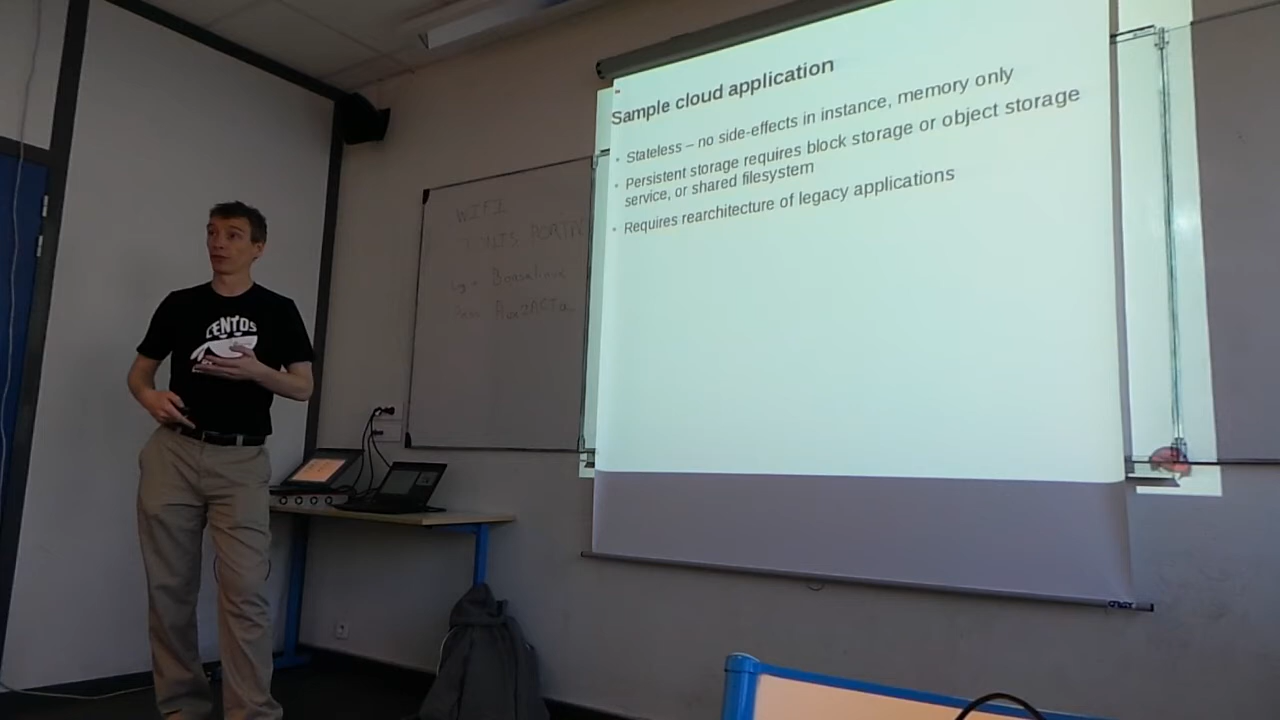 Sample cloud application
Stateless – no side-effects in instance, memory only
Persistent storage requires block storage or object storage
service, or shared filesystem
Requires rearchitecture of legacy applications
WIFI
CENTOS